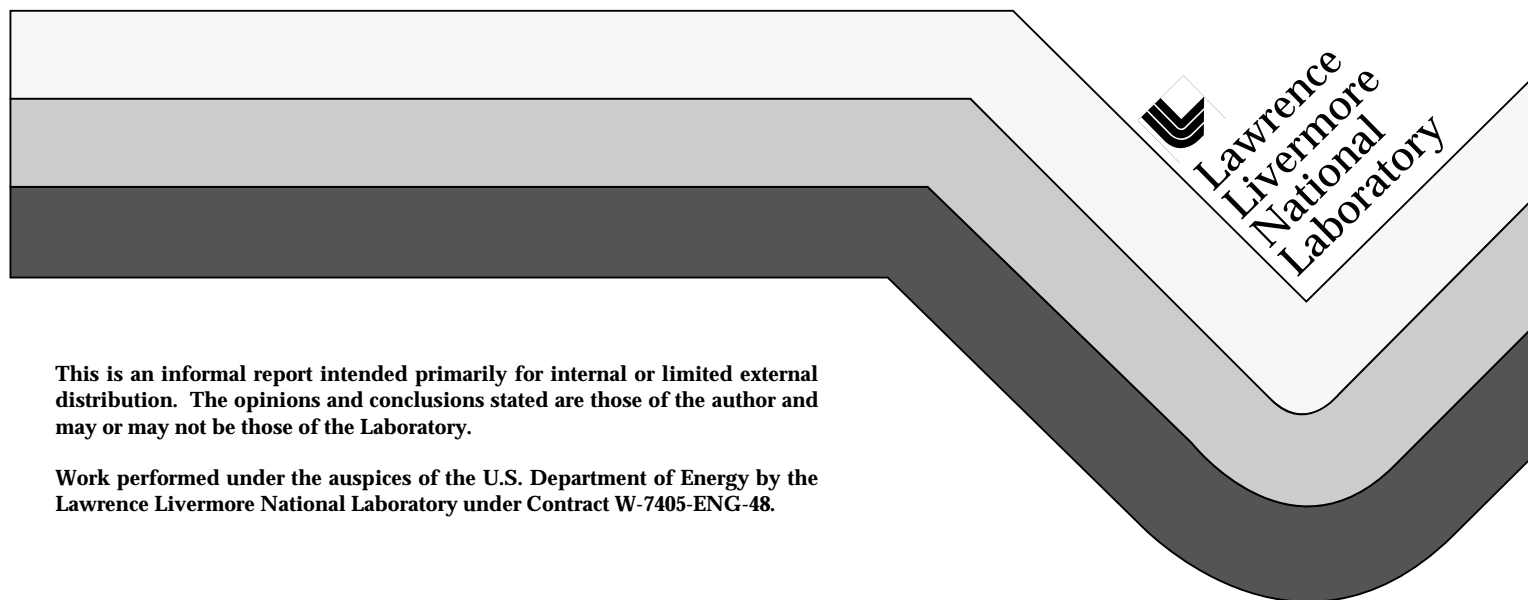 Lawrence
Livermore
National
Laboratory
This is an informal report intended primarily for internal or limited external
distribution. The opinions and conclusions stated are those of the author and
may or may not be those of the Laboratory.
Work performed under the auspices of the U.S. Department of Energy by the
Lawrence Livermore National Laboratory under Contract W-7405-ENG-48.